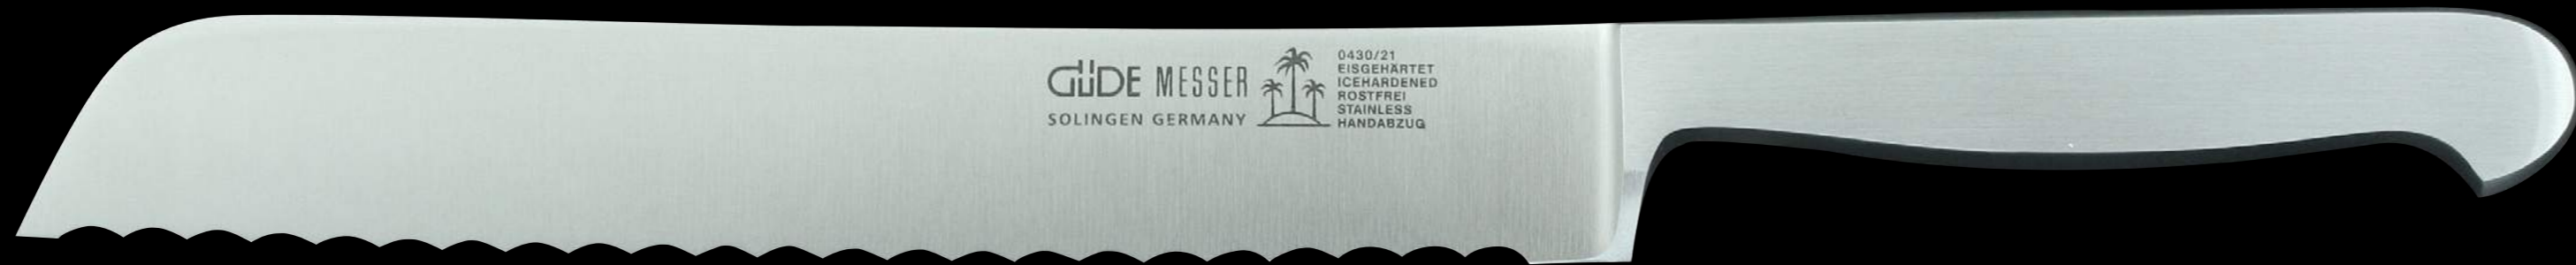 GÜDE MESSER
SOLINGEN GERMANY
0430/21
EISGEHÄRTET
ICEHARDENED
ROSTFREI
STAINLESS
HANDABZUG